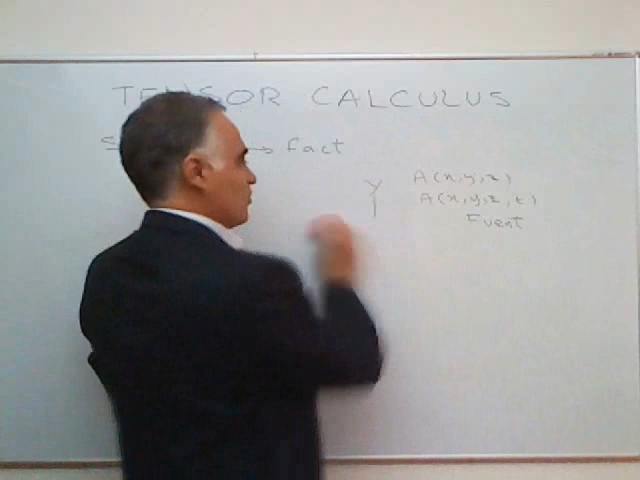 TENSOR CALCULUS
S → Fact
Y A(x,y,z)
A(x,y,z,t)
Event